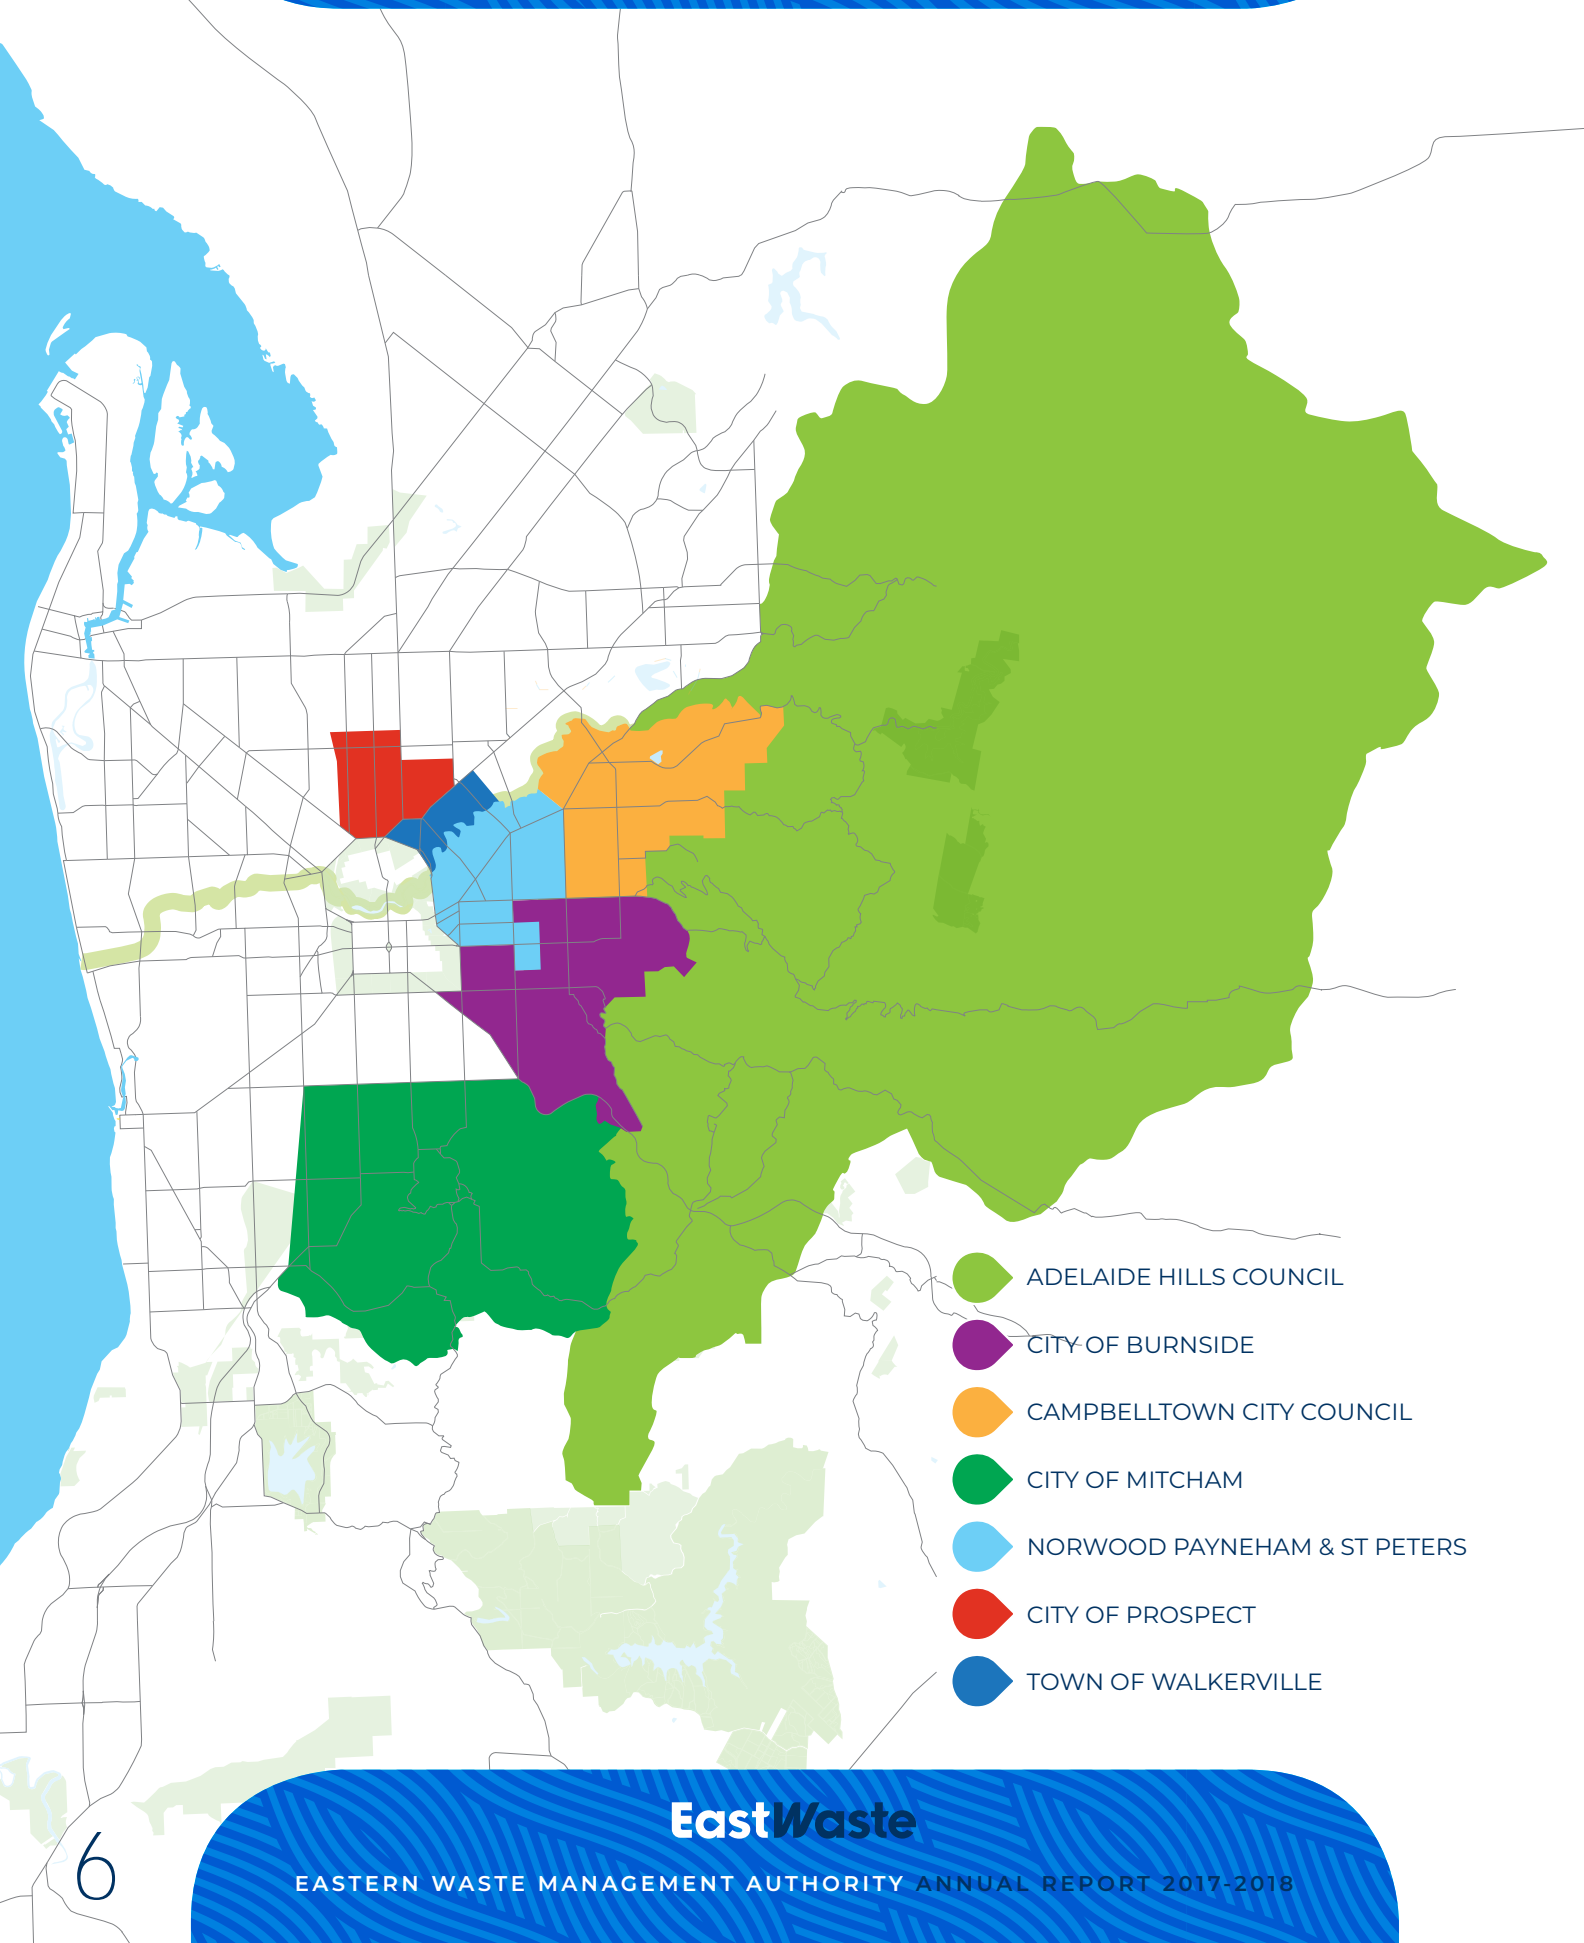 ADELAIDE HILLS COUNCIL
CITY OF BURNSIDE
CAMPBELLTOWN CITY COUNCIL
CITY OF MITCHAM
NORWOOD PAYNEHAM & ST PETERS
CITY OF PROSPECT
TOWN OF WALKERVILLE
EastWaste
EASTERN WASTE MANAGEMENT AUTHORITY ANNUAL REPORT 2017-2018
6